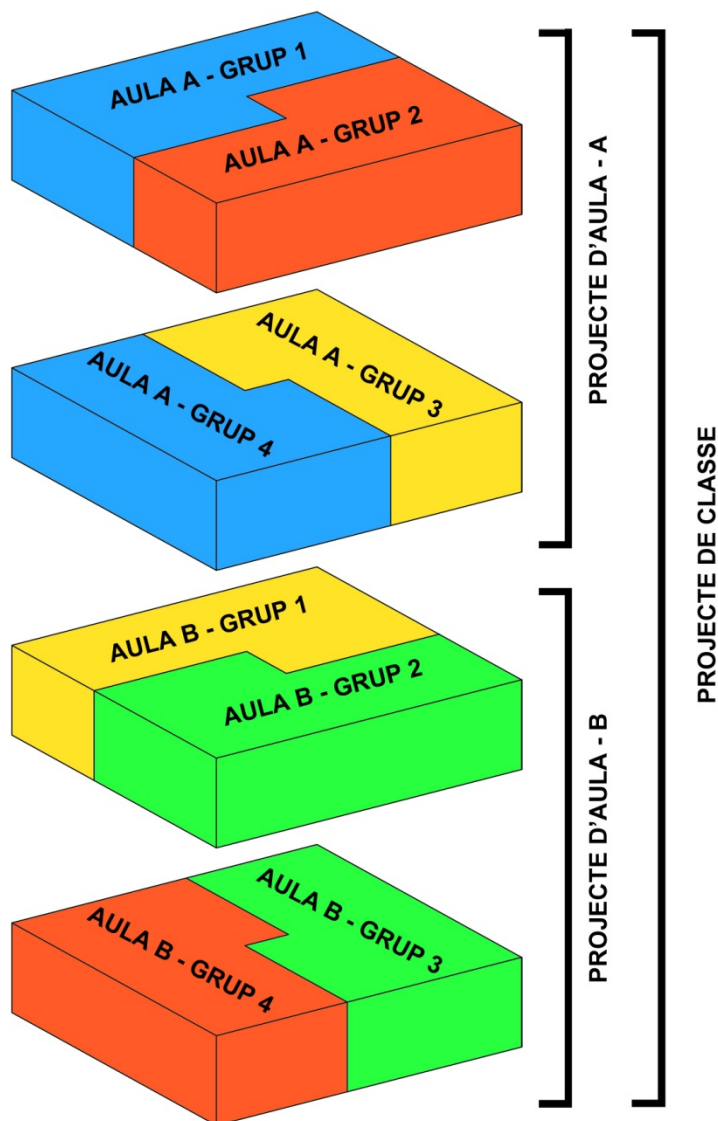 AULA A - GRUP 1
AULA A - GRUP 2
AULA A - GRUP 3
AULA A - GRUP 4
PROJECTE D'AULA - A
AULA B - GRUP 1
AULA B - GRUP 2
AULA B - GRUP 3
AULA B - GRUP 4
PROJECTE D'AULA - B
PROJECTE DE CLASSE